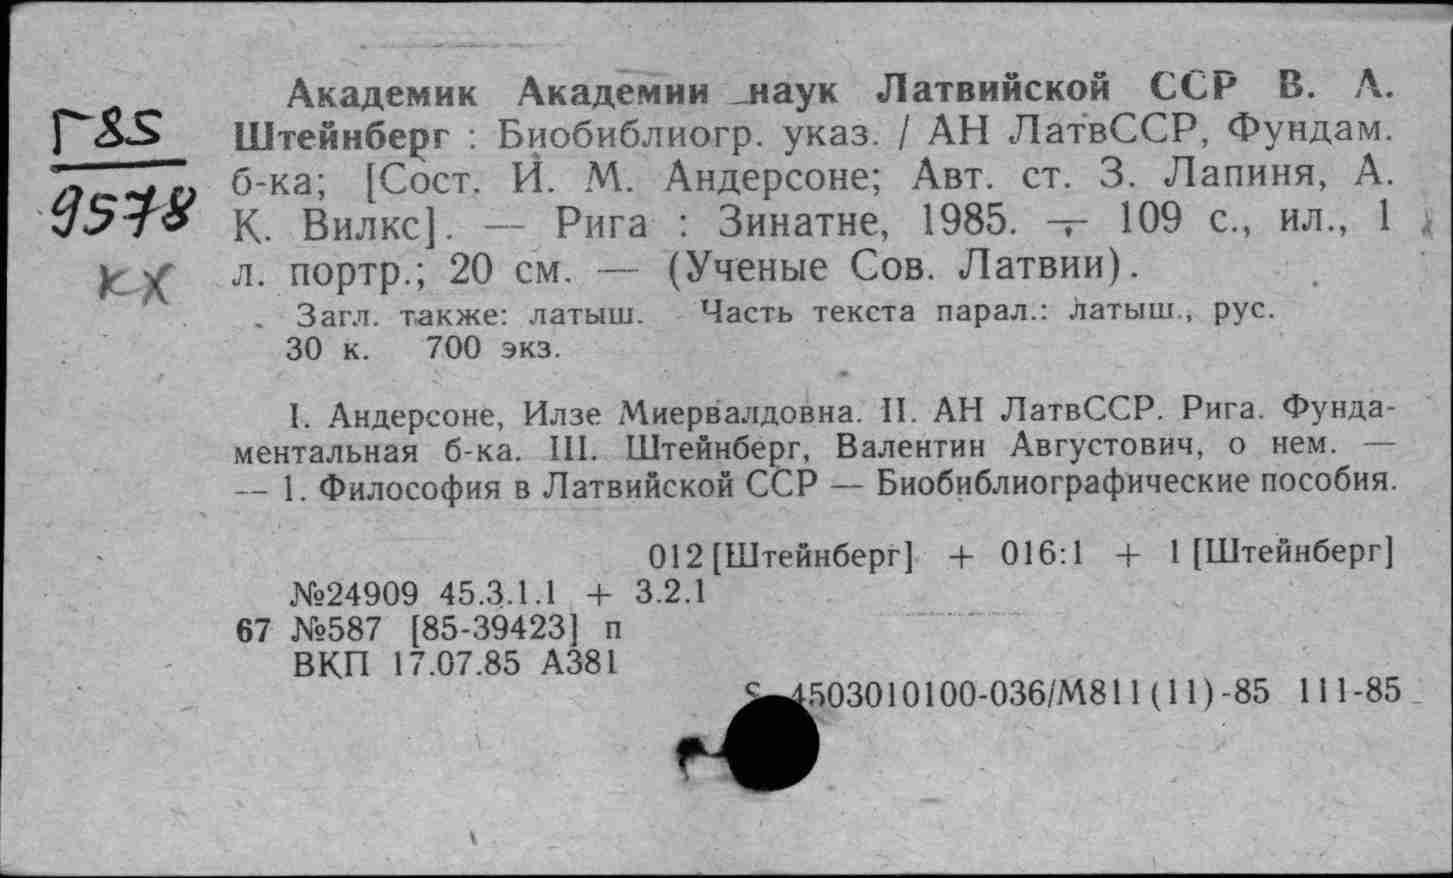 Академик Академии наук Латвийской ССР В. А.
Г85
Штейнберг : Биобиблиогр. указ. / АН ЛатвССР, Фундам.
б-ка; [Сост. И. М. Андерсоне; Авт. ст. З. Лапиня, А.
9578
К. Вилкс]. — Рига : Зинатне, 1985. — 109 с., ил., 1
кх
л. портр.; 20 см. — (Ученые Сов. Латвии).
Загл. также: латыш. Часть текста парал.: латыш., рус.
30 к. 700 экз.
I. Андерсоне, Илзе Миервалдовна. II. АН ЛатвССР. Рига. Фунда-
ментальная б-ка. III. Штейнберг, Валентин Августович, о нем. —
— 1. Философия в Латвийской ССР — Биобиблиографические пособия.
012 [Штейнберг] + 016:1 + 1 [Штейнберг]
№24909 45.3.1.1 + 3.2.1
67 №587 [85-39423] п
ВКП 17.07.85 А381
4503010100-036/М811(11)-85 111-85